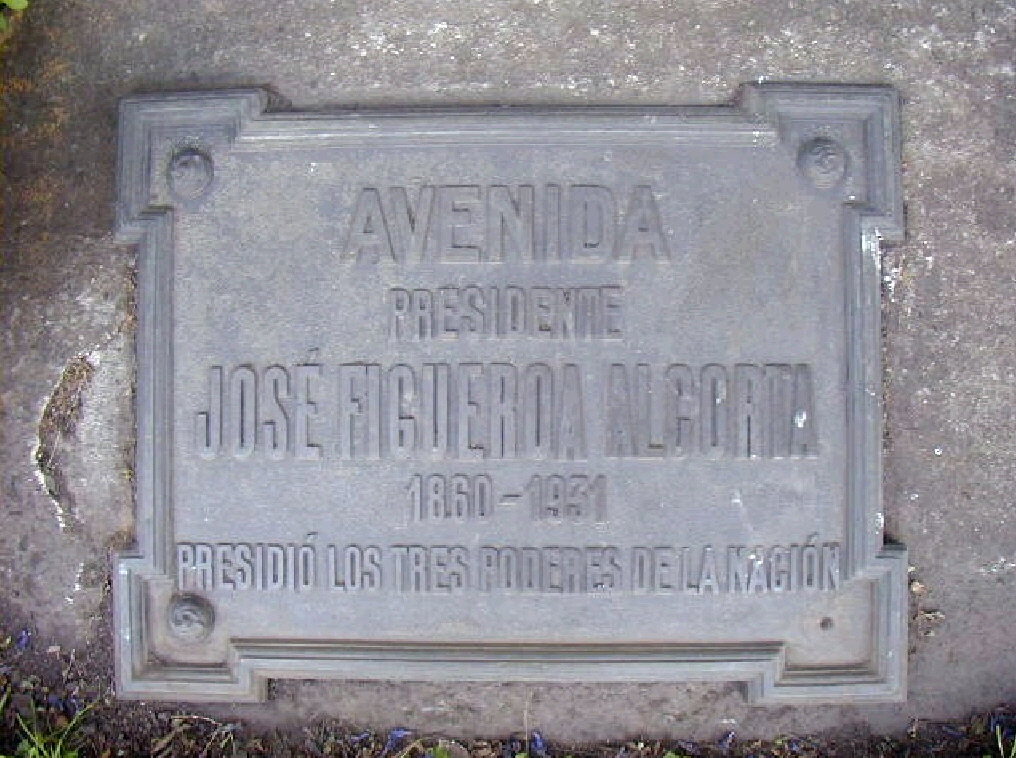 AVENIDA
PRESIDENTE
JOSÉ FIGUEROA ALCORTA
1860-1931
PRESIDIÓ LOS TRES PODERES DE LA NACIÓN